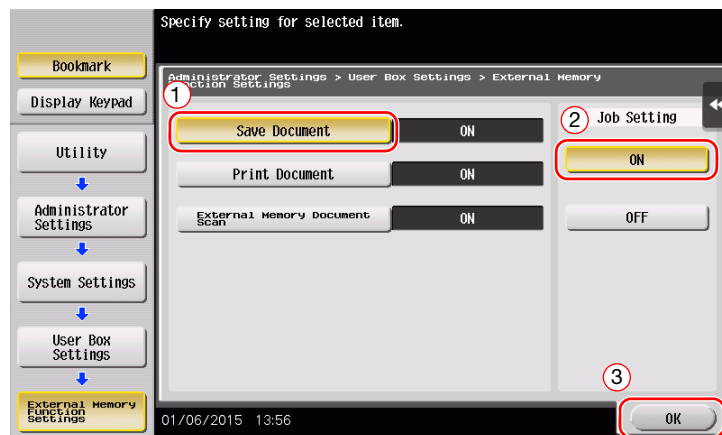 Specify setting for selected item.
Bookmark
Display Keypad
Utility
Administrator
Settings
System Settings
User Box
Settings
External Memory
Function
Settings
Administrator Settings > User Box Settings > External Memory
Function Settings
1
Save Document ON
Print Document ON
External Memory Document
Scan
ON
2 Job Setting
ON
OFF
3
01/06/2015 13:56
OK